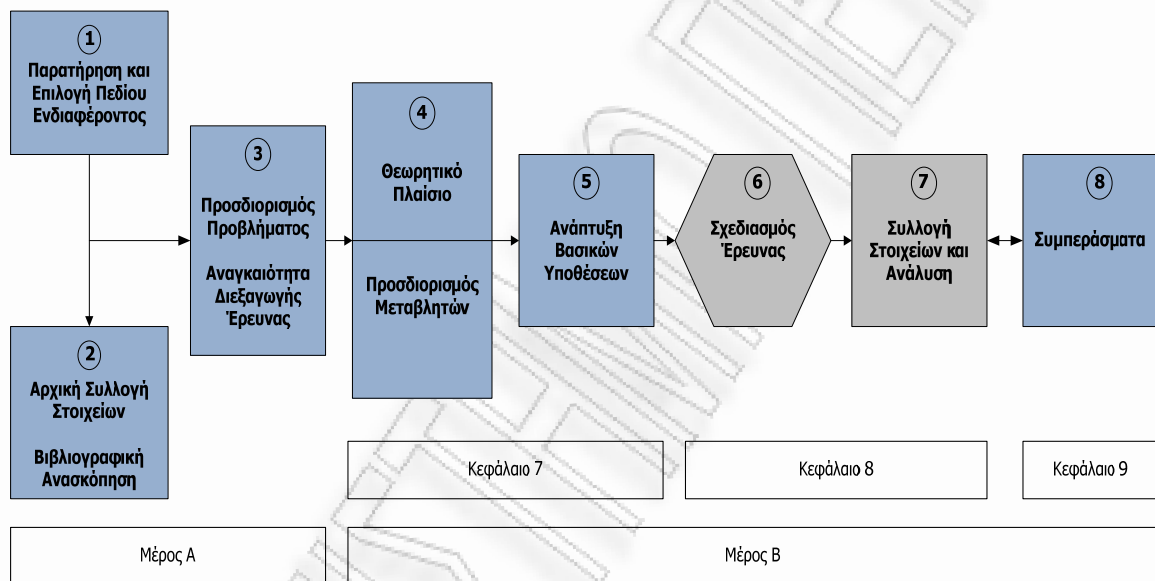 1
Παρατήρηση και
Επιλογή Πεδίου
Ενδιαφέροντος
2
Αρχική Συλλογή
Στοιχείων
Βιβλιογραφική
Ανασκόπηση
3
Προσδιορισμός
Προβλήματος
Αναγκαιότητα
Διεξαγωγής
Έρευνας
4
Θεωρητικό
Πλαίσιο
Προσδιορισμός
Μεταβλητών
5
Ανάπτυξη
Βασικών
Υποθέσεων
6
Σχεδιασμός
Έρευνας
7
Συλλογή
Στοιχείων και
Ανάλυση
8
Συμπεράσματα
Κεφάλαιο 7
Κεφάλαιο 8
Κεφάλαιο 9
Μέρος Α
Μέρος Β